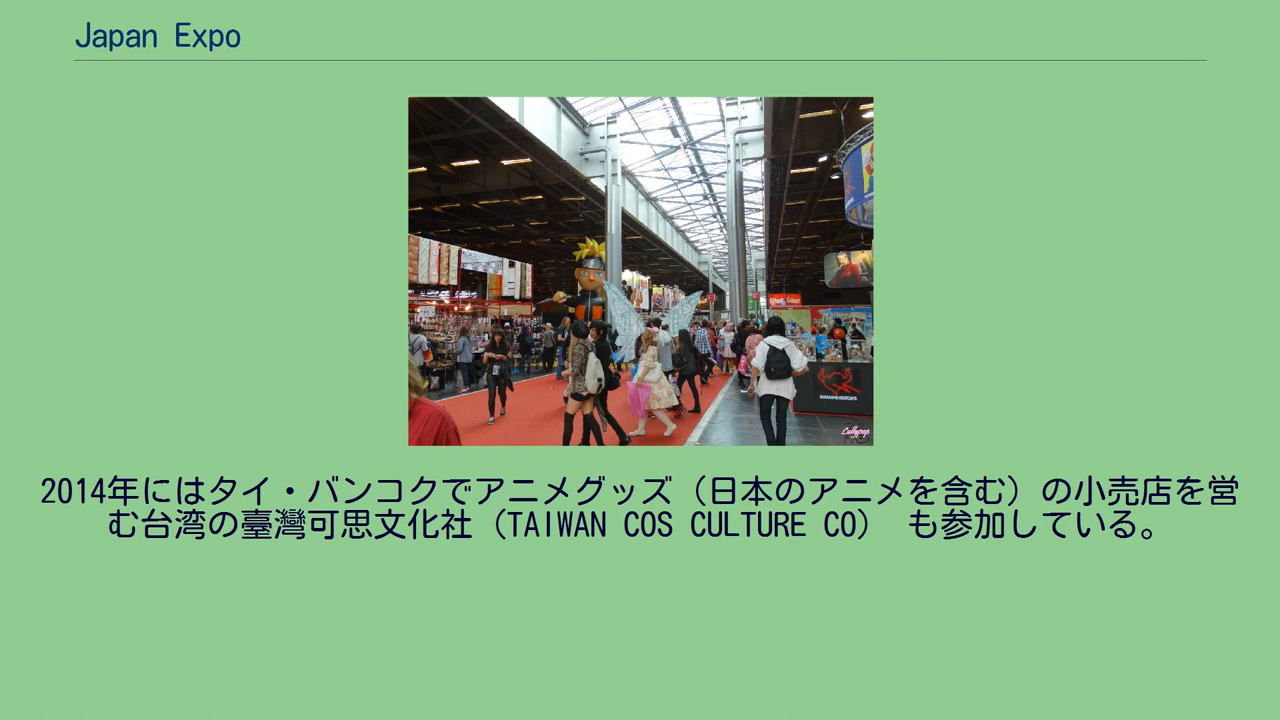 Japan Expo
Lollypop
2014年にはタイ・バンコクでアニメグッズ（日本のアニメを含む）の小売店を営
む台湾の臺灣可思文化社（TAIWAN COS CULTURE CO） も参加している。